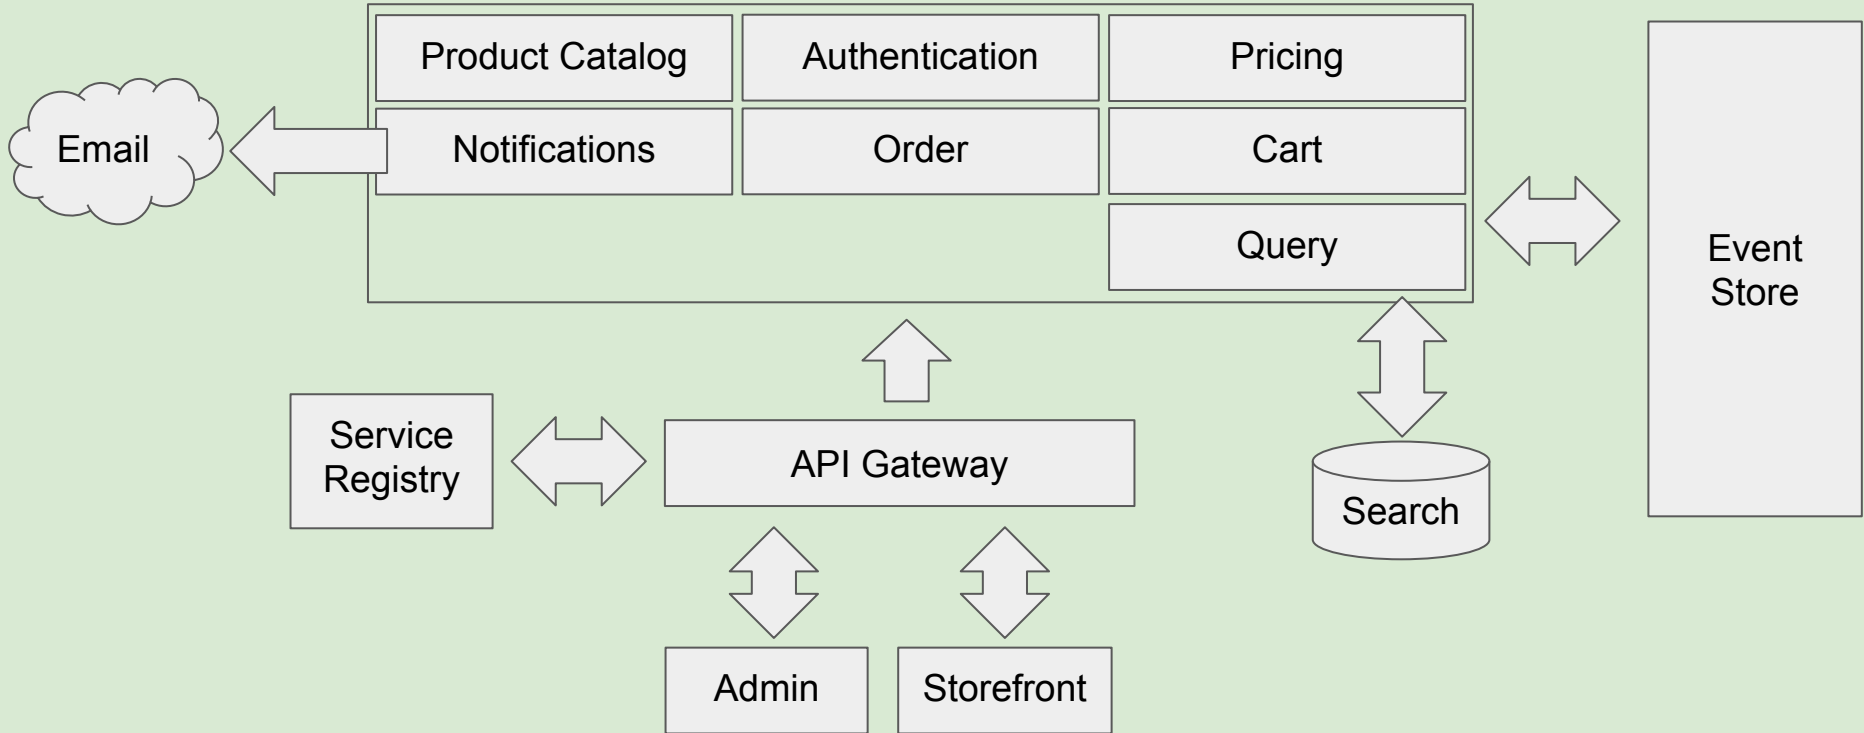 Product Catalog
Authentication
Pricing
Email
Notifications
Order
Cart
Query
Event
Store
Service
Registry
API Gateway
Search
Admin
Storefront